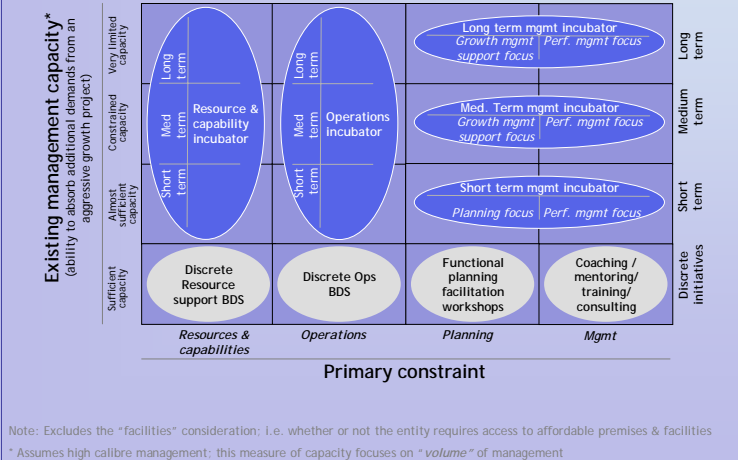 Existing management capacity*
(ability to absorb additional demands from an
aggressive growth project)
Very limited
capacity
Constrained
capacity
Almost
sufficient
capacity
Sufficient
capacity
Long
term
Med
term
Short
term
Resource &
capability
incubator
Long
term
Med
term
Short
term
Operations
incubator
Long term mgmt incubator
Growth mgmt
support focus
Perf. mgmt focus
Med. Term mgmt incubator
Growth mgmt
support focus
Perf. mgmt focus
Short term mgmt incubator
Planning focus
Perf. mgmt focus
Discrete
Resource
support BDS
Discrete Ops
BDS
Functional
planning
facilitation
workshops
Coaching /
mentoring/
training/
consulting
Long
term
Medium
term
Short
term
Discrete
initiatives
Resources &
capabilities
Operations
Planning
Mgmt
Primary constraint
Note: Excludes the “facilities” consideration; i.e. whether or not the entity requires access to affordable premises & facilities
* Assumes high calibre management; this measure of capacity focuses on “volume” of management